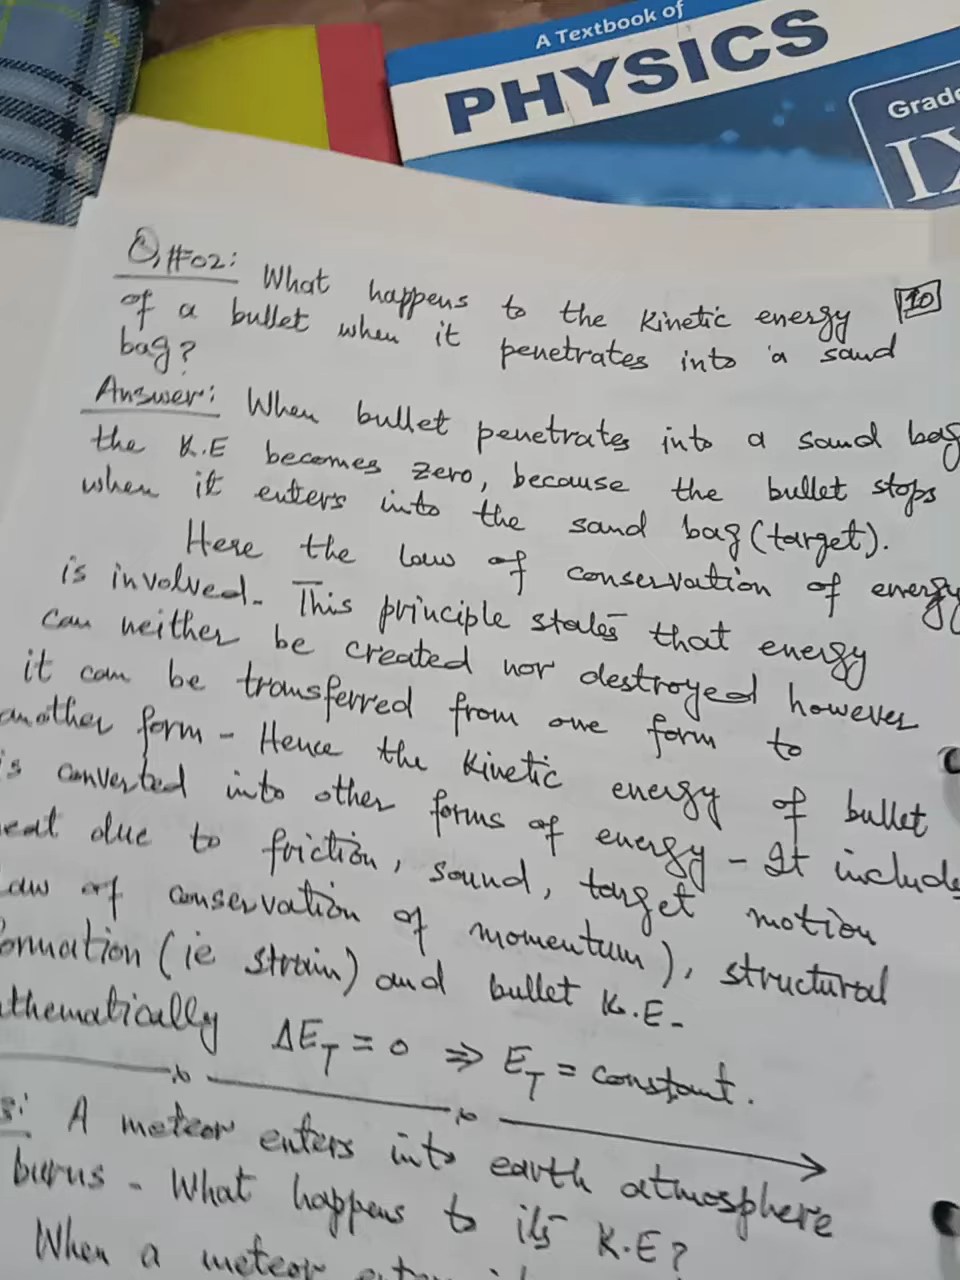 A Textbook of
PHYSICS
Grade
IX
Q#02: What happens to the kinetic energy 10
of a bullet when it penetrates into a sand
bag?
Answer: When bullet penetrates into a sand bag
the K.E becomes zero, because the bullet stops
when it enters into the sand bag (target).
Here the law of conservation of energy
is involved. This principle states that energy
can neither be created nor destroyed however
it can be transferred from one form to
another form - Hence the kinetic energy of bullet
is converted into other forms of energy - It include
eat due to friction, sound, target motion
aw of conservation of momentum), structural
formation (ie strain) and bullet K.E-
thematically ΔE_T = 0 ⇒ E_T = constant.
3: A meteor enters into earth atmosphere
burns - What happens to its K.E?
When a meteor